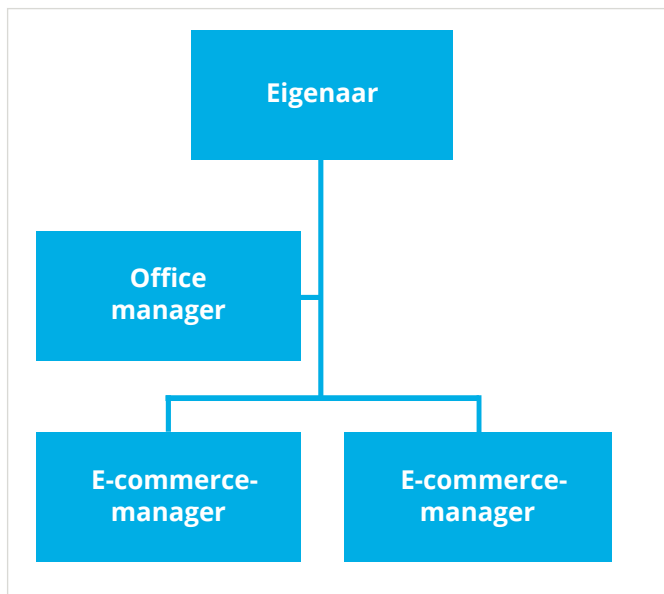 Eigenaar
Office
manager
E-commerce-
manager
E-commerce-
manager